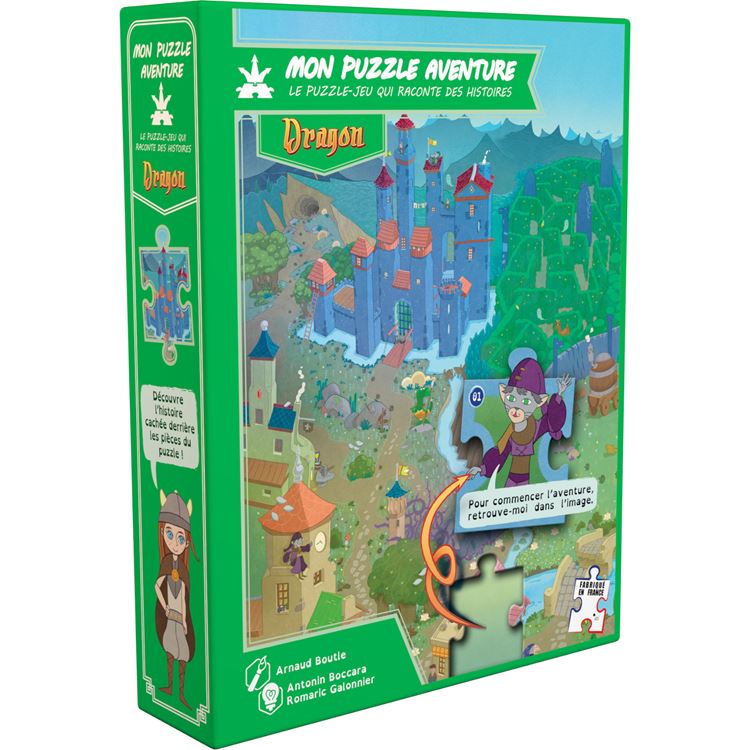 MON PUZZLE
AVENTURE
LE PUZZLE-JEU QUI
RACONTE DES HISTOIRES
Dragon
Découvre
l'histoire
cachée derrière
les pièces du
puzzle !
MON PUZZLE AVENTURE
LE PUZZLE-JEU QUI RACONTE DES HISTOIRES
Dragon
01
Pour commencer l'aventure,
retrouve-moi dans l'image.
FABRIQUÉ
EN FRANCE
Arnaud Boutle
Antonin Boccara
Romaric Galonnier